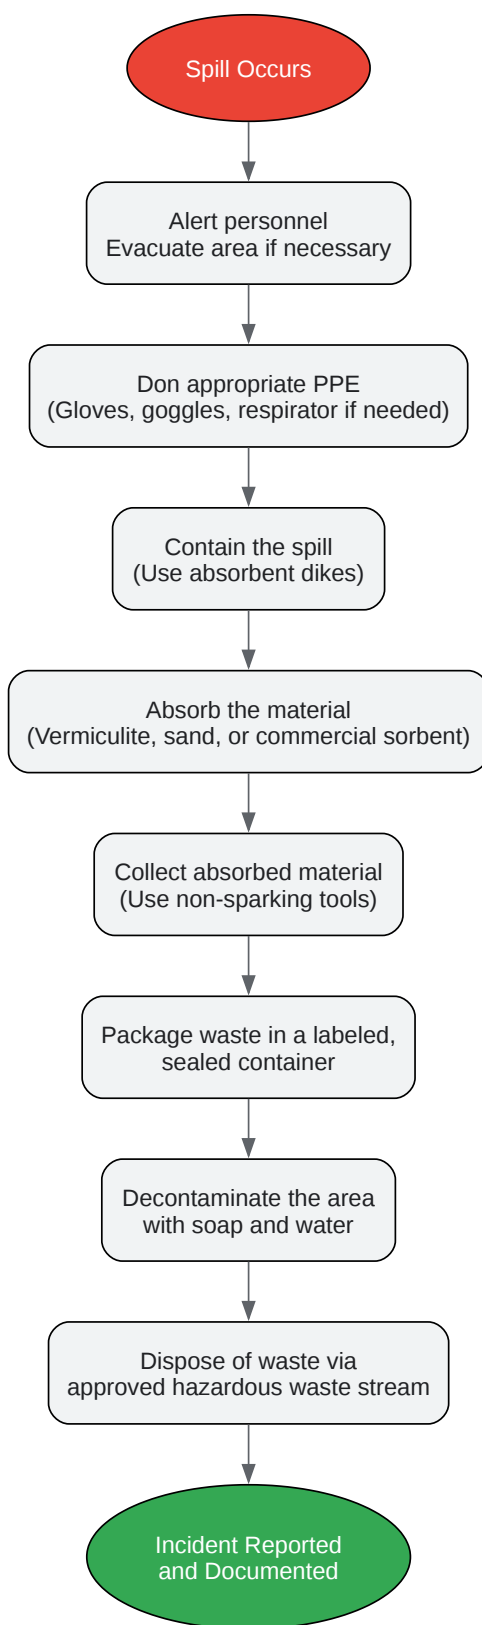 Spill Occurs
Alert personnel
Evacuate area if necessary
Don appropriate PPE
(Gloves, goggles, respirator if needed)
Contain the spill
(Use absorbent dikes)
Absorb the material
(Vermiculite, sand, or commercial sorbent)
Collect absorbed material
(Use non-sparking tools)
Package waste in a labeled,
sealed container
Decontaminate the area
with soap and water
Dispose of waste via
approved hazardous waste stream
Incident Reported
and Documented